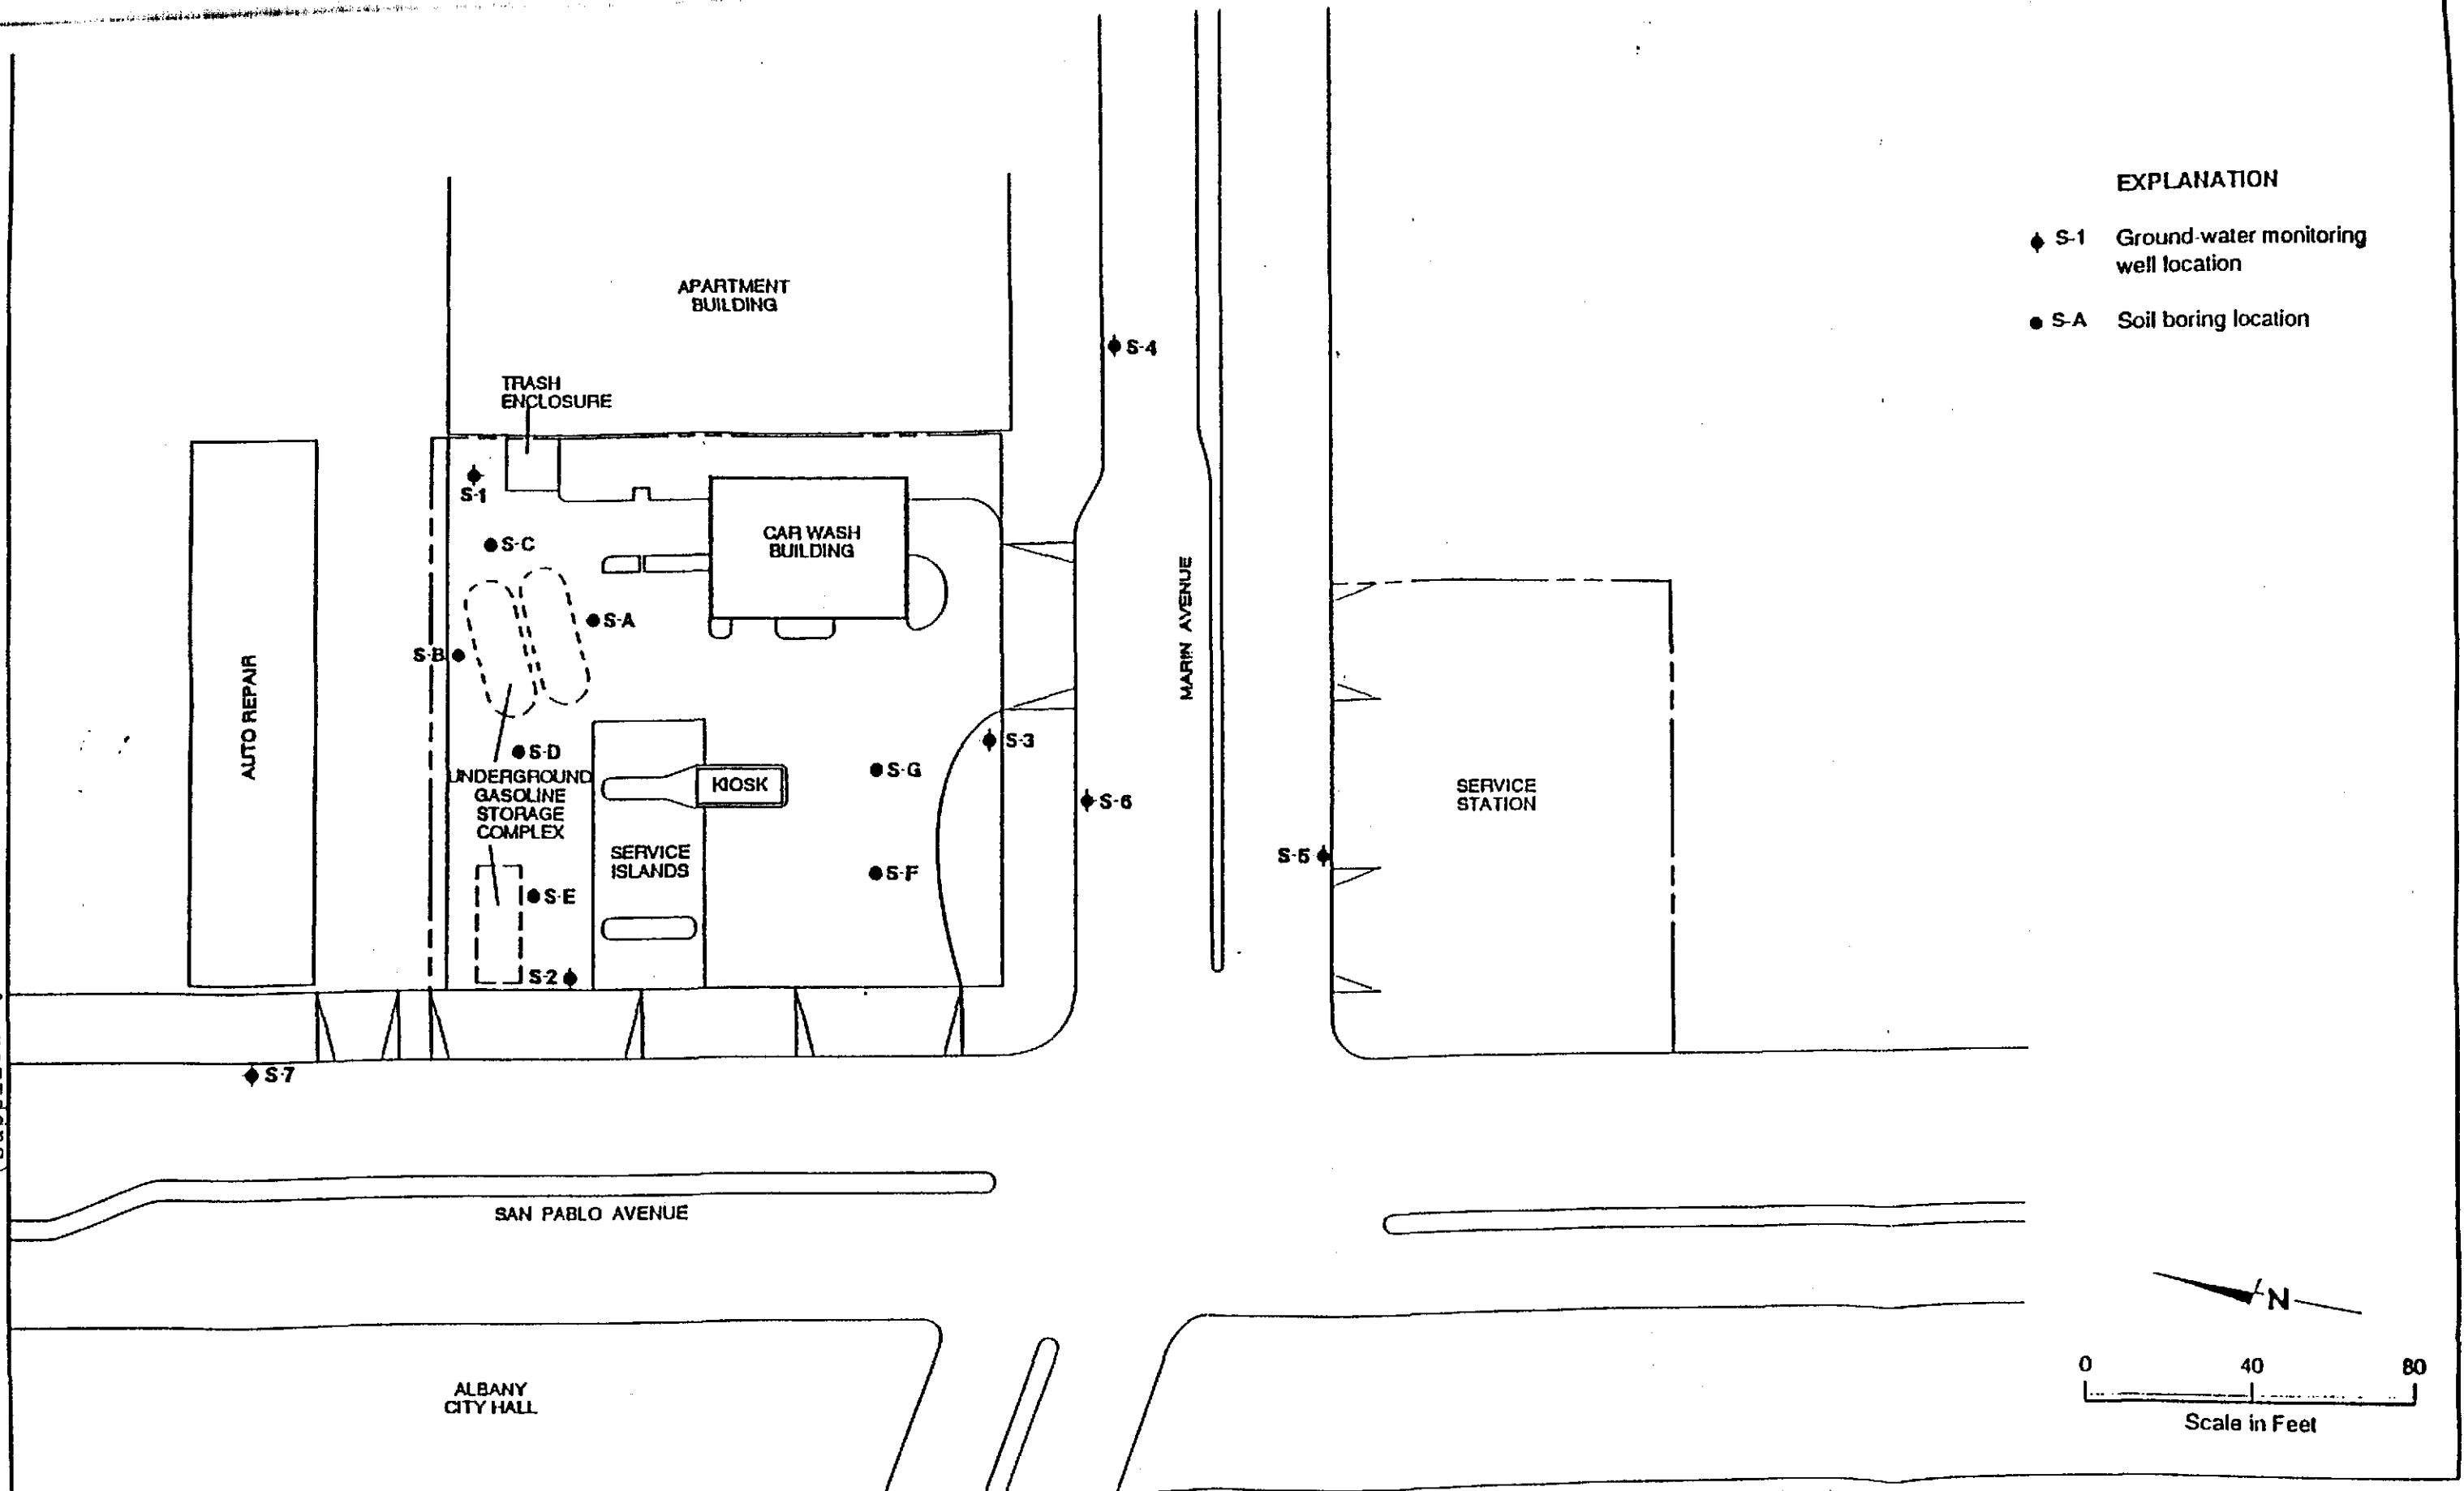 EXPLANATION
S-1 Ground-water monitoring
well location
S-A Soil boring location
APARTMENT
BUILDING
S-4
TRASH
ENCLOSURE
S-1
S-C
CAR WASH
BUILDING
S-A
S-B
MARIN AVENUE
AUTO REPAIR
S-D
S-3
UNDERGROUND
GASOLINE
STORAGE
COMPLEX
KIOSK
S-G
S-6
SERVICE
STATION
SERVICE
ISLANDS
S-5
S-F
S-E
S-2
S-7
SAN PABLO AVENUE
N
ALBANY
CITY HALL
0 40 80
Scale in Feet